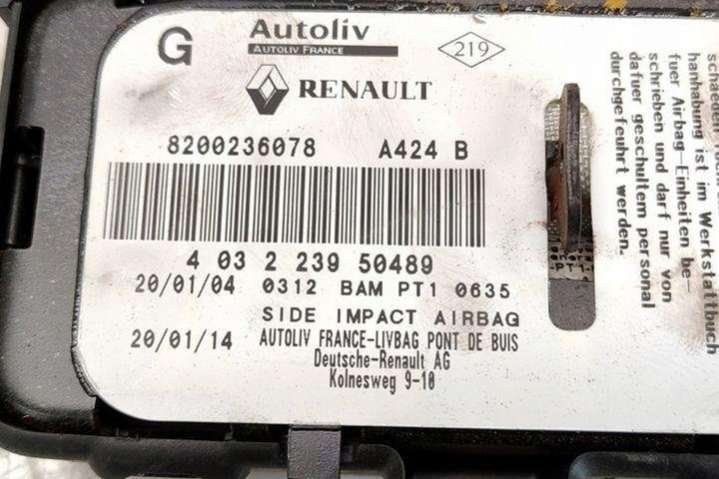 G
Autoliv
AUTOLIV FRANCE
219
RENAULT
8200236078 A424 B
4 03 2 239 50489
20/01/04 0312 BAM PT1 0635
SIDE IMPACT AIRBAG
20/01/14 AUTOLIV FRANCE-LIVBAG PONT DE BUIS
Deutsche-Renault AG
Kolnesweg 9-10
hanhabung ist im Werkstattbuch
fuer Airbag-Einheiten be-
schrieben und darf nur von
dafuer geschultem personal
durchgefeuhrt werden.